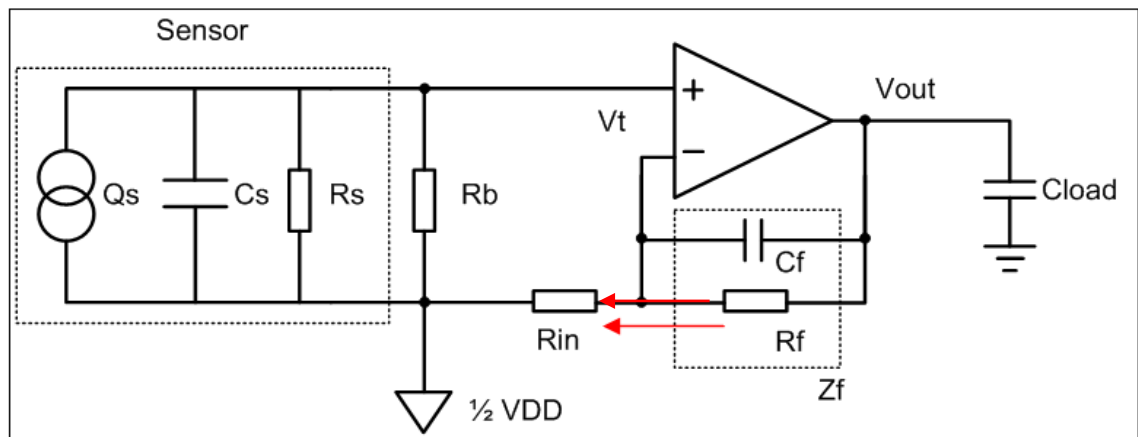 Sensor
Vout
Vt
+
−
Qs
Cs
Rs
Rb
Cload
Cf
Rin
Rf
Zf
½ VDD